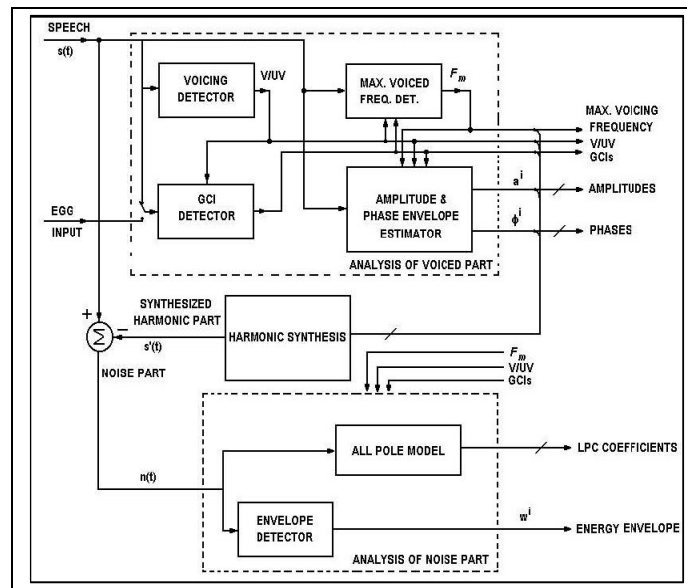 SPEECH
s(t)
VOICING
DETECTOR
V/UV
MAX. VOICED
FREQ. DET.
Fm
MAX. VOICING
FREQUENCY
V/UV
GCIs
GCI
DETECTOR
EGG
INPUT
AMPLITUDE &
PHASE ENVELOPE
ESTIMATOR
a^i
AMPLITUDES
ϕ^i
PHASES
ANALYSIS OF VOICED PART
SYNTHESIZED
HARMONIC PART
+
Σ
−
s'(t)
HARMONIC SYNTHESIS
NOISE PART
Fm
V/UV
GCIs
ALL POLE MODEL
LPC COEFFICIENTS
n(t)
ENVELOPE
DETECTOR
w^i
ENERGY ENVELOPE
ANALYSIS OF NOISE PART